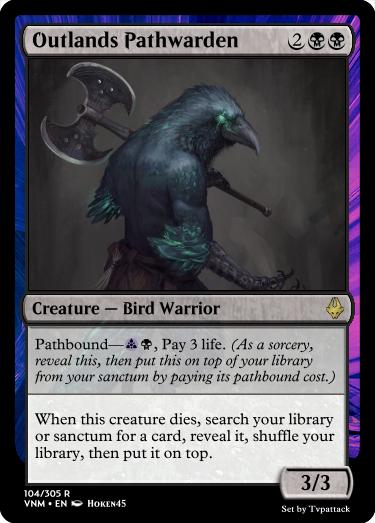 Outlands Pathwarden 2
Creature — Bird Warrior
Pathbound—, Pay 3 life. (As a sorcery,
reveal this, then put this on top of your library
from your sanctum by paying its pathbound cost.)
When this creature dies, search your library
or sanctum for a card, reveal it, shuffle your
library, then put it on top.
3/3
104/305 R
VNM • EN Hoken45
Set by Tvpattack